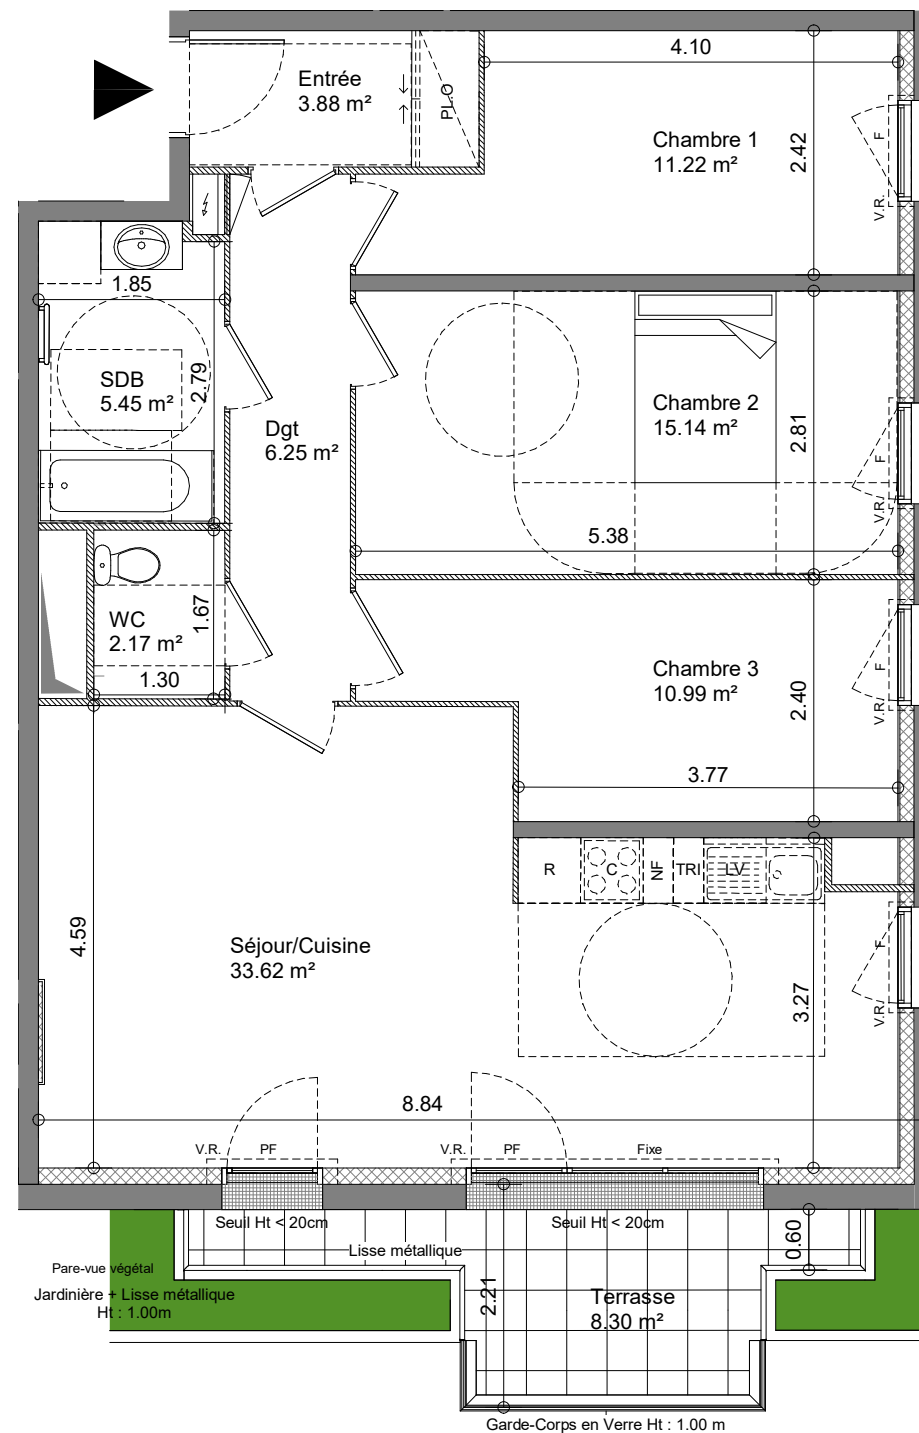 4.10
Entrée
3.88 m²
PL.O
Chambre 1
11.22 m²
2.42
F
V.R.
1.85
SDB
5.45 m²
2.79
Dgt
6.25 m²
Chambre 2
15.14 m²
2.81
F
V.R.
5.38
WC
2.17 m²
1.67
1.30
Chambre 3
10.99 m²
2.40
F
V.R.
3.77
R
C
NF
TRI
LV
4.59
Séjour/Cuisine
33.62 m²
3.27
F
V.R.
8.84
V.R.
PF
V.R.
PF
Fixe
Seuil Ht < 20cm
Seuil Ht < 20cm
Lisse métallique
0.60
Pare-vue végétal
Jardinière + Lisse métallique
Ht : 1.00m
2.21
Terrasse
8.30 m²
Garde-Corps en Verre Ht : 1.00 m